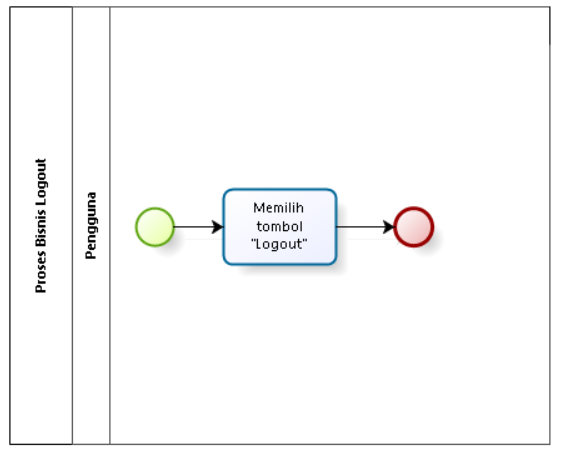 Proses Bisnis Logout
Pengguna
Memilih
tombol
"Logout"